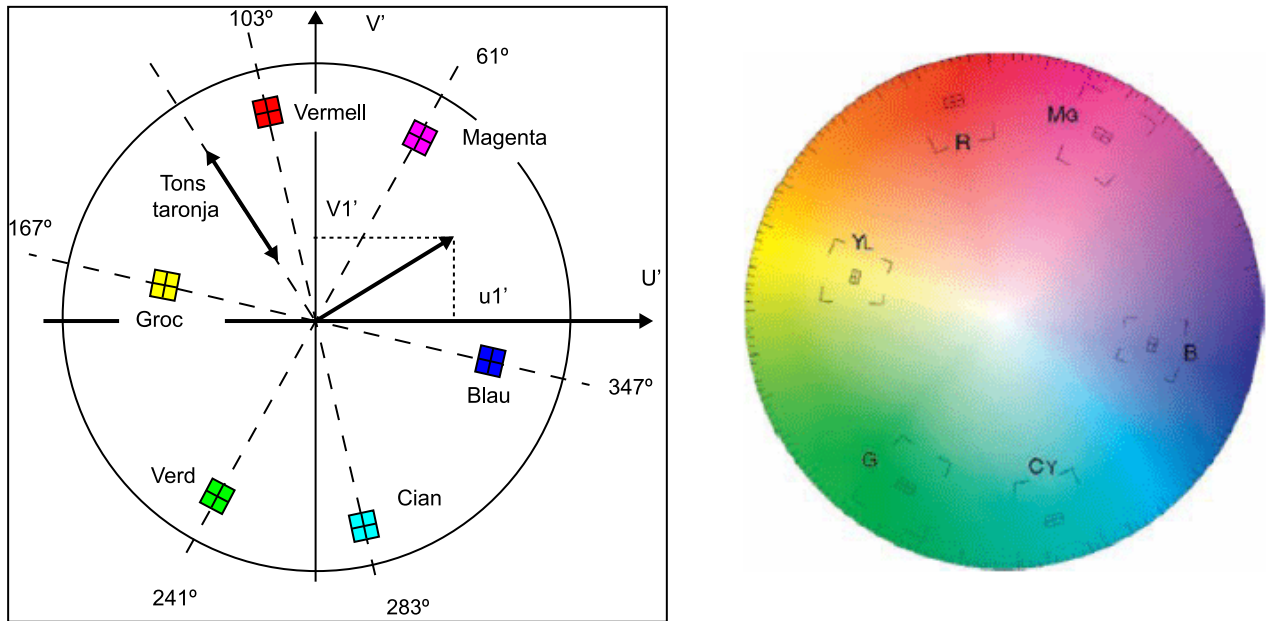 103º
V’
61º
Vermell
Magenta
Tons
taronja
V1’
167º
U’
u1’
Groc
Blau
347º
Verd
Cian
241º
283º
MG
R
YL
B
G
CY